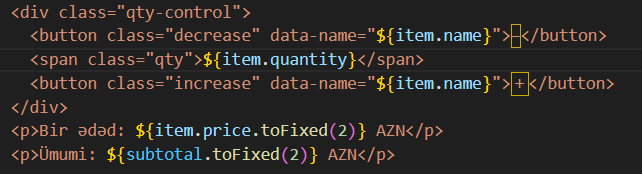 <div class="qty-control">
<button class="decrease" data-name="${item.name}">−</button>
<span class="qty">${item.quantity}</span>
<button class="increase" data-name="${item.name}">+</button>
</div>
<p>Bir ədəd: ${item.price.toFixed(2)} AZN</p>
<p>Ümumi: ${subtotal.toFixed(2)} AZN</p>